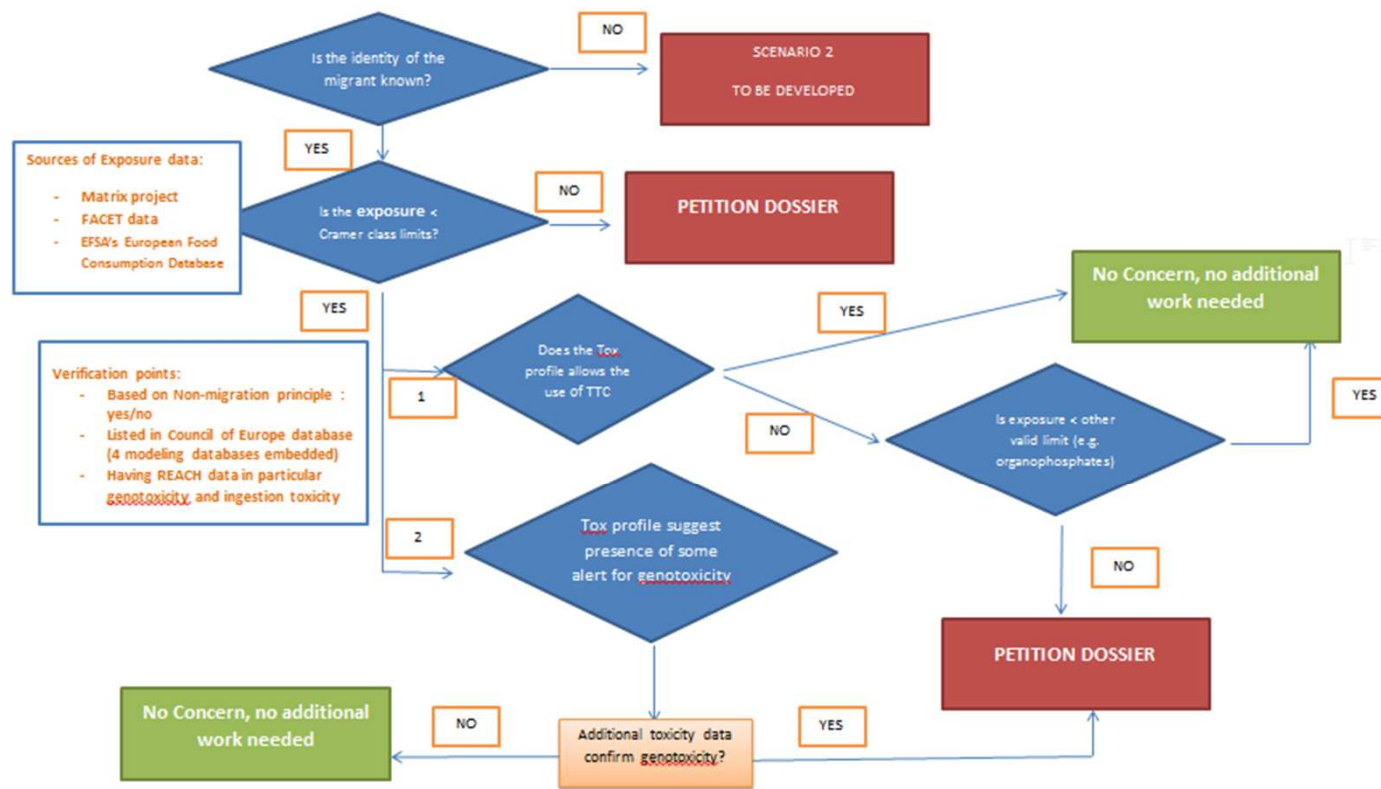 Is the identity of the
migrant known?
NO
SCENARIO 2
TO BE DEVELOPED
YES
Sources of Exposure data:
- Matrix project
- FACET data
- EFSA's European Food
Consumption Database
Is the exposure <
Cramer class limits?
NO
PETITION DOSSIER
YES
No Concern, no additional
work needed
YES
Does the Tox
profile allows the
use of TTC
1
Verification points:
- Based on Non-migration principle :
yes/no
- Listed in Council of Europe database
(4 modeling databases embedded)
- Having REACH data in particular
genotoxicity and ingestion toxicity
NO
Is exposure < other
valid limit (e.g.
organophosphates)
YES
2
Tox profile suggest
presence of some
alert for genotoxicity
NO
PETITION DOSSIER
No Concern, no additional
work needed
NO
Additional toxicity data
confirm genotoxicity?
YES